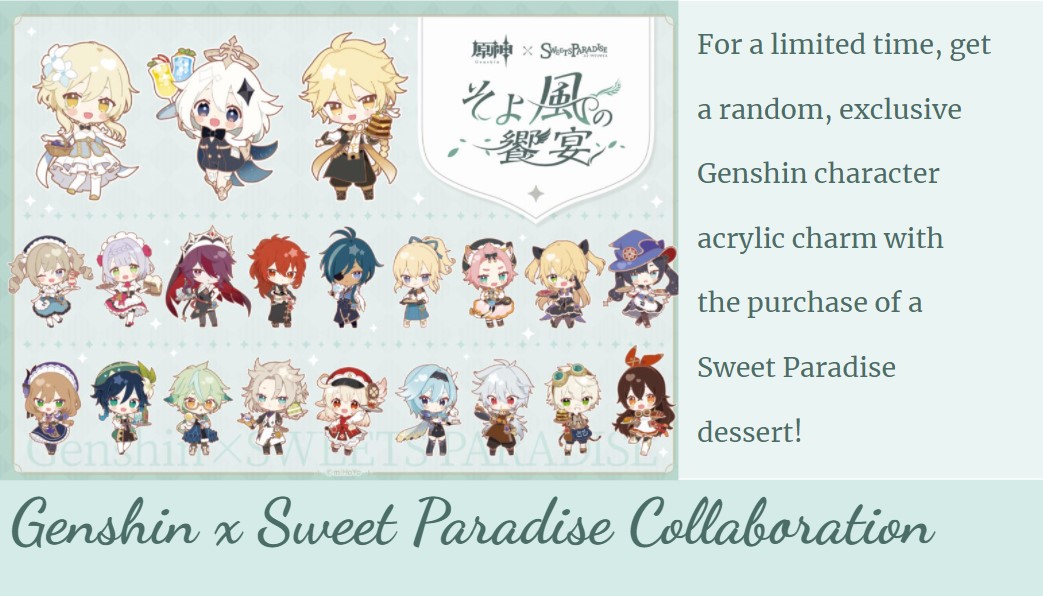 原神
Genshin
×
SWEETS PARADISE
そよ風の
饗宴
For a limited time, get
a random, exclusive
Genshin character
acrylic charm with
the purchase of a
Sweet Paradise
dessert!
Genshin×SWEETS PARADISE
Genshin x Sweet Paradise Collaboration